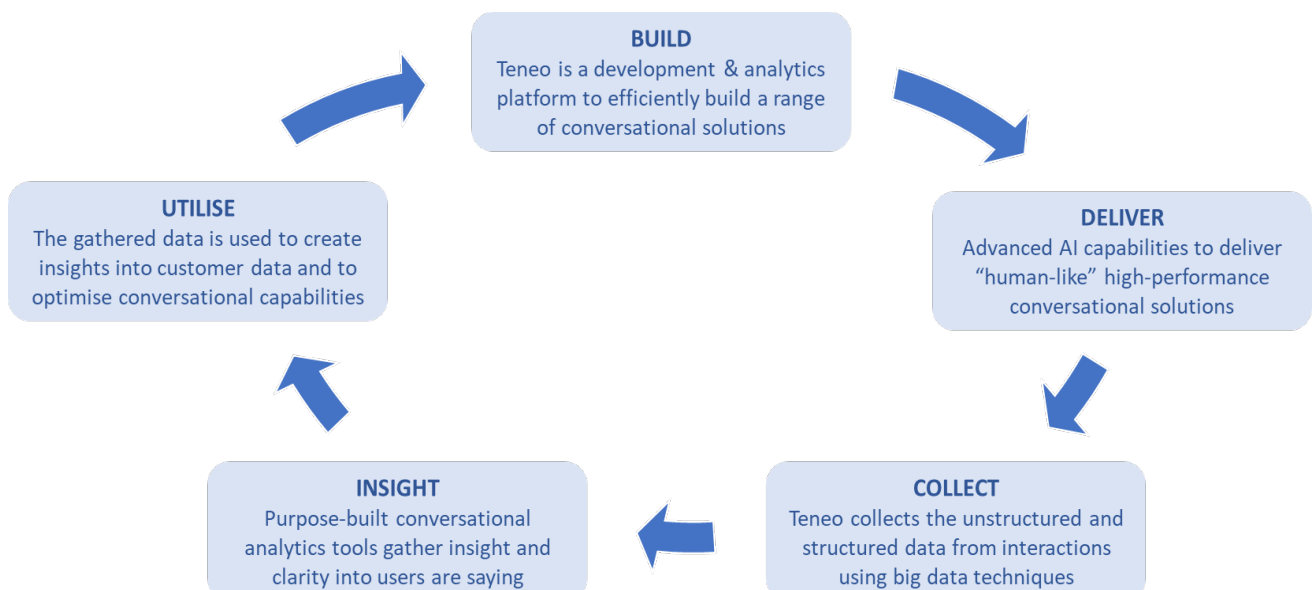 BUILD
Teneo is a development & analytics
platform to efficiently build a range
of conversational solutions
DELIVER
Advanced AI capabilities to deliver
“human-like” high-performance
conversational solutions
COLLECT
Teneo collects the unstructured and
structured data from interactions
using big data techniques
INSIGHT
Purpose-built conversational
analytics tools gather insight and
clarity into users are saying
UTILISE
The gathered data is used to create
insights into customer data and to
optimise conversational capabilities